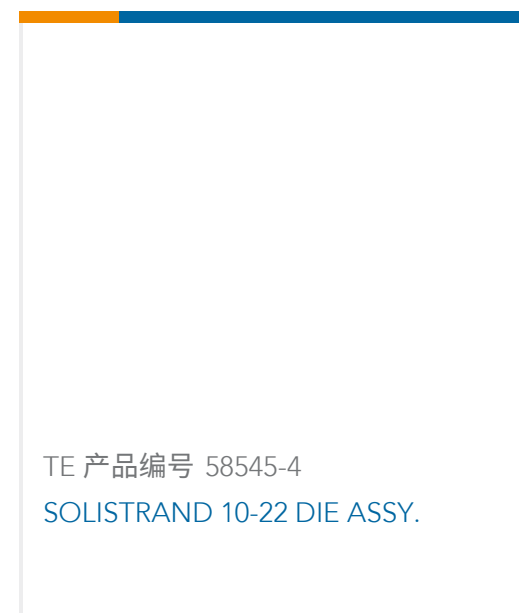 TE 产品编号 58545-4
SOLISTRAND 10-22 DIE ASSY.